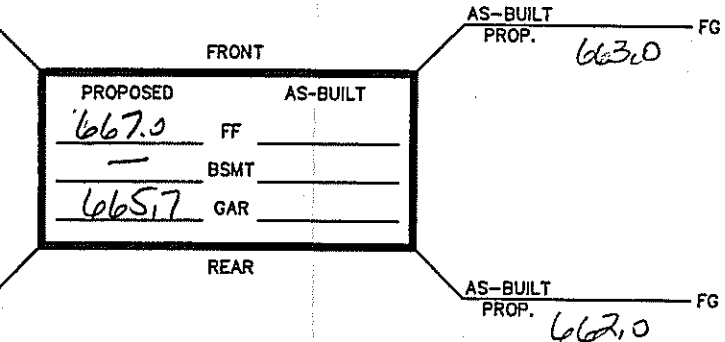 AS-BUILT
PROP. 663.0 FG
FRONT
PROPOSED AS-BUILT
667.0 FF
— BSMT
665.7 GAR
REAR
AS-BUILT
PROP. 662.0 FG